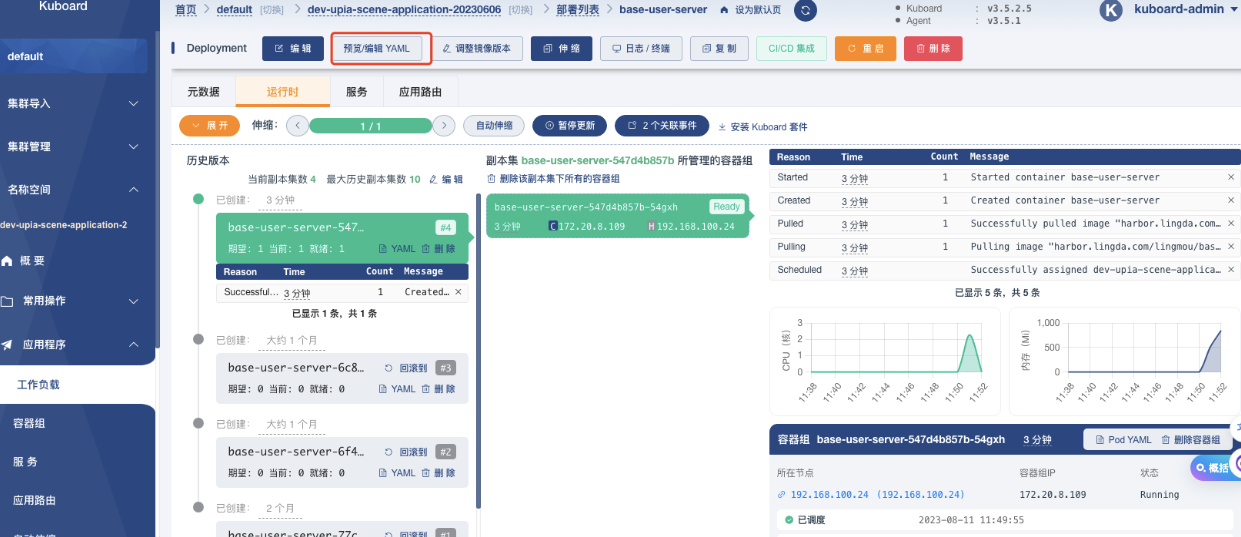 Kuboard
首页 > default [切换] > dev-upia-scene-application-20230606 [切换] > 部署列表 > base-user-server 设为默认页
Kuboard : v3.5.2.5
Agent : v3.5.1
K kuboard-admin
default
集群导入
集群管理
名称空间
dev-upia-scene-application-2
概 要
常用操作
应用程序
工作负载
容器组
服 务
应用路由
Deployment 编 辑 预览/编辑 YAML 调整镜像版本 伸 缩 日志 / 终端 复 制 CI/CD 集成 重 启 删 除
元数据 运行时 服务 应用路由
展 开 伸缩: 1 / 1 自动伸缩 暂停更新 2 个关联事件 安装 Kuboard 套件
历史版本
当前副本集数 4 最大历史副本集数 10 编 辑
已创建: 3 分钟
base-user-server-547... #4
期望: 1 当前: 1 就绪: 1 YAML 删 除
Reason Time Count Message
Successful... 3 分钟 1 Created... ×
已显示 1 条，共 1 条
已创建: 大约 1 个月
base-user-server-6c8... 回滚到 #3
期望: 0 当前: 0 就绪: 0 YAML 删 除
已创建: 大约 1 个月
base-user-server-6f4... 回滚到 #2
期望: 0 当前: 0 就绪: 0 YAML 删 除
已创建: 2 个月
副本集 base-user-server-547d4b857b 所管理的容器组
删除该副本集下所有的容器组
base-user-server-547d4b857b-54gxh Ready
3 分钟 C 172.20.8.109 H 192.168.100.24
Reason Time Count Message
Started 3 分钟 1 Started container base-user-server ×
Created 3 分钟 1 Created container base-user-server ×
Pulled 3 分钟 1 Successfully pulled image "harbor.lingda.com... ×
Pulling 3 分钟 1 Pulling image "harbor.lingda.com/lingmou/bas... ×
Scheduled 3 分钟 Successfully assigned dev-upia-scene-applica... ×
已显示 5 条，共 5 条
CPU（核）
3
2
1
0
11:38 11:40 11:42 11:44 11:46 11:48 11:50 11:52
内存（Mi）
1,000
500
0
11:38 11:40 11:42 11:44 11:46 11:48 11:50 11:52
容器组 base-user-server-547d4b857b-54gxh 3 分钟 Pod YAML 删除容器组
概括
所在节点 容器组IP 状态
192.168.100.24 (192.168.100.24) 172.20.8.109 Running
已调度 2023-08-11 11:49:55